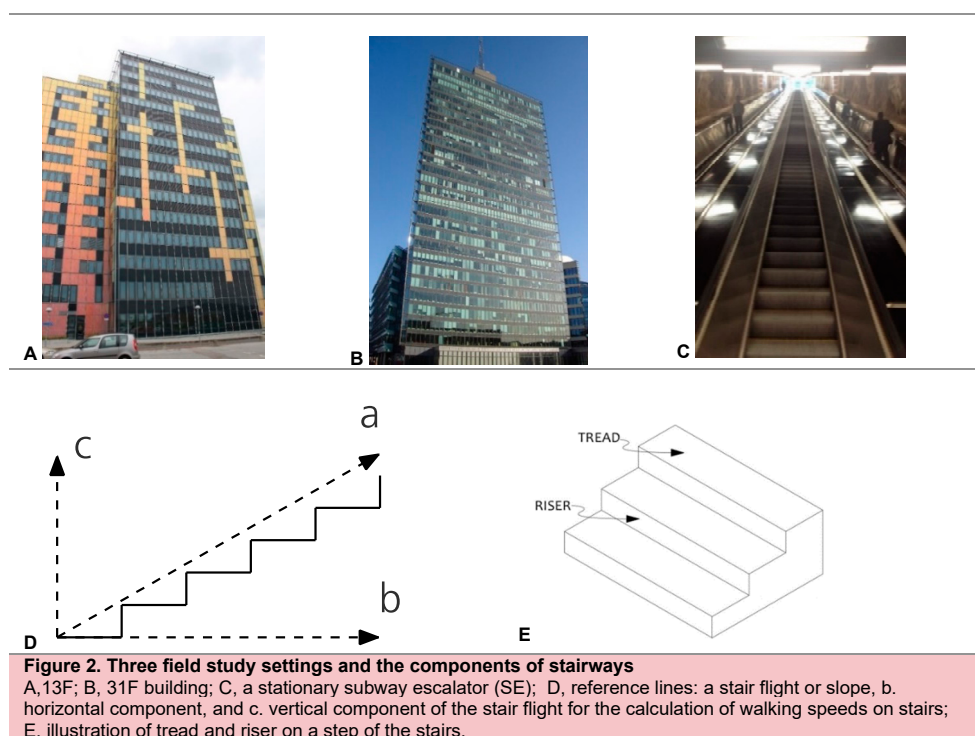 A
B
C
c
a
b
D
TREAD
RISER
E
Figure 2. Three field study settings and the components of stairways
A,13F; B, 31F building; C, a stationary subway escalator (SE); D, reference lines: a stair flight or slope, b.
horizontal component, and c. vertical component of the stair flight for the calculation of walking speeds on stairs;
E, illustration of tread and riser on a step of the stairs.